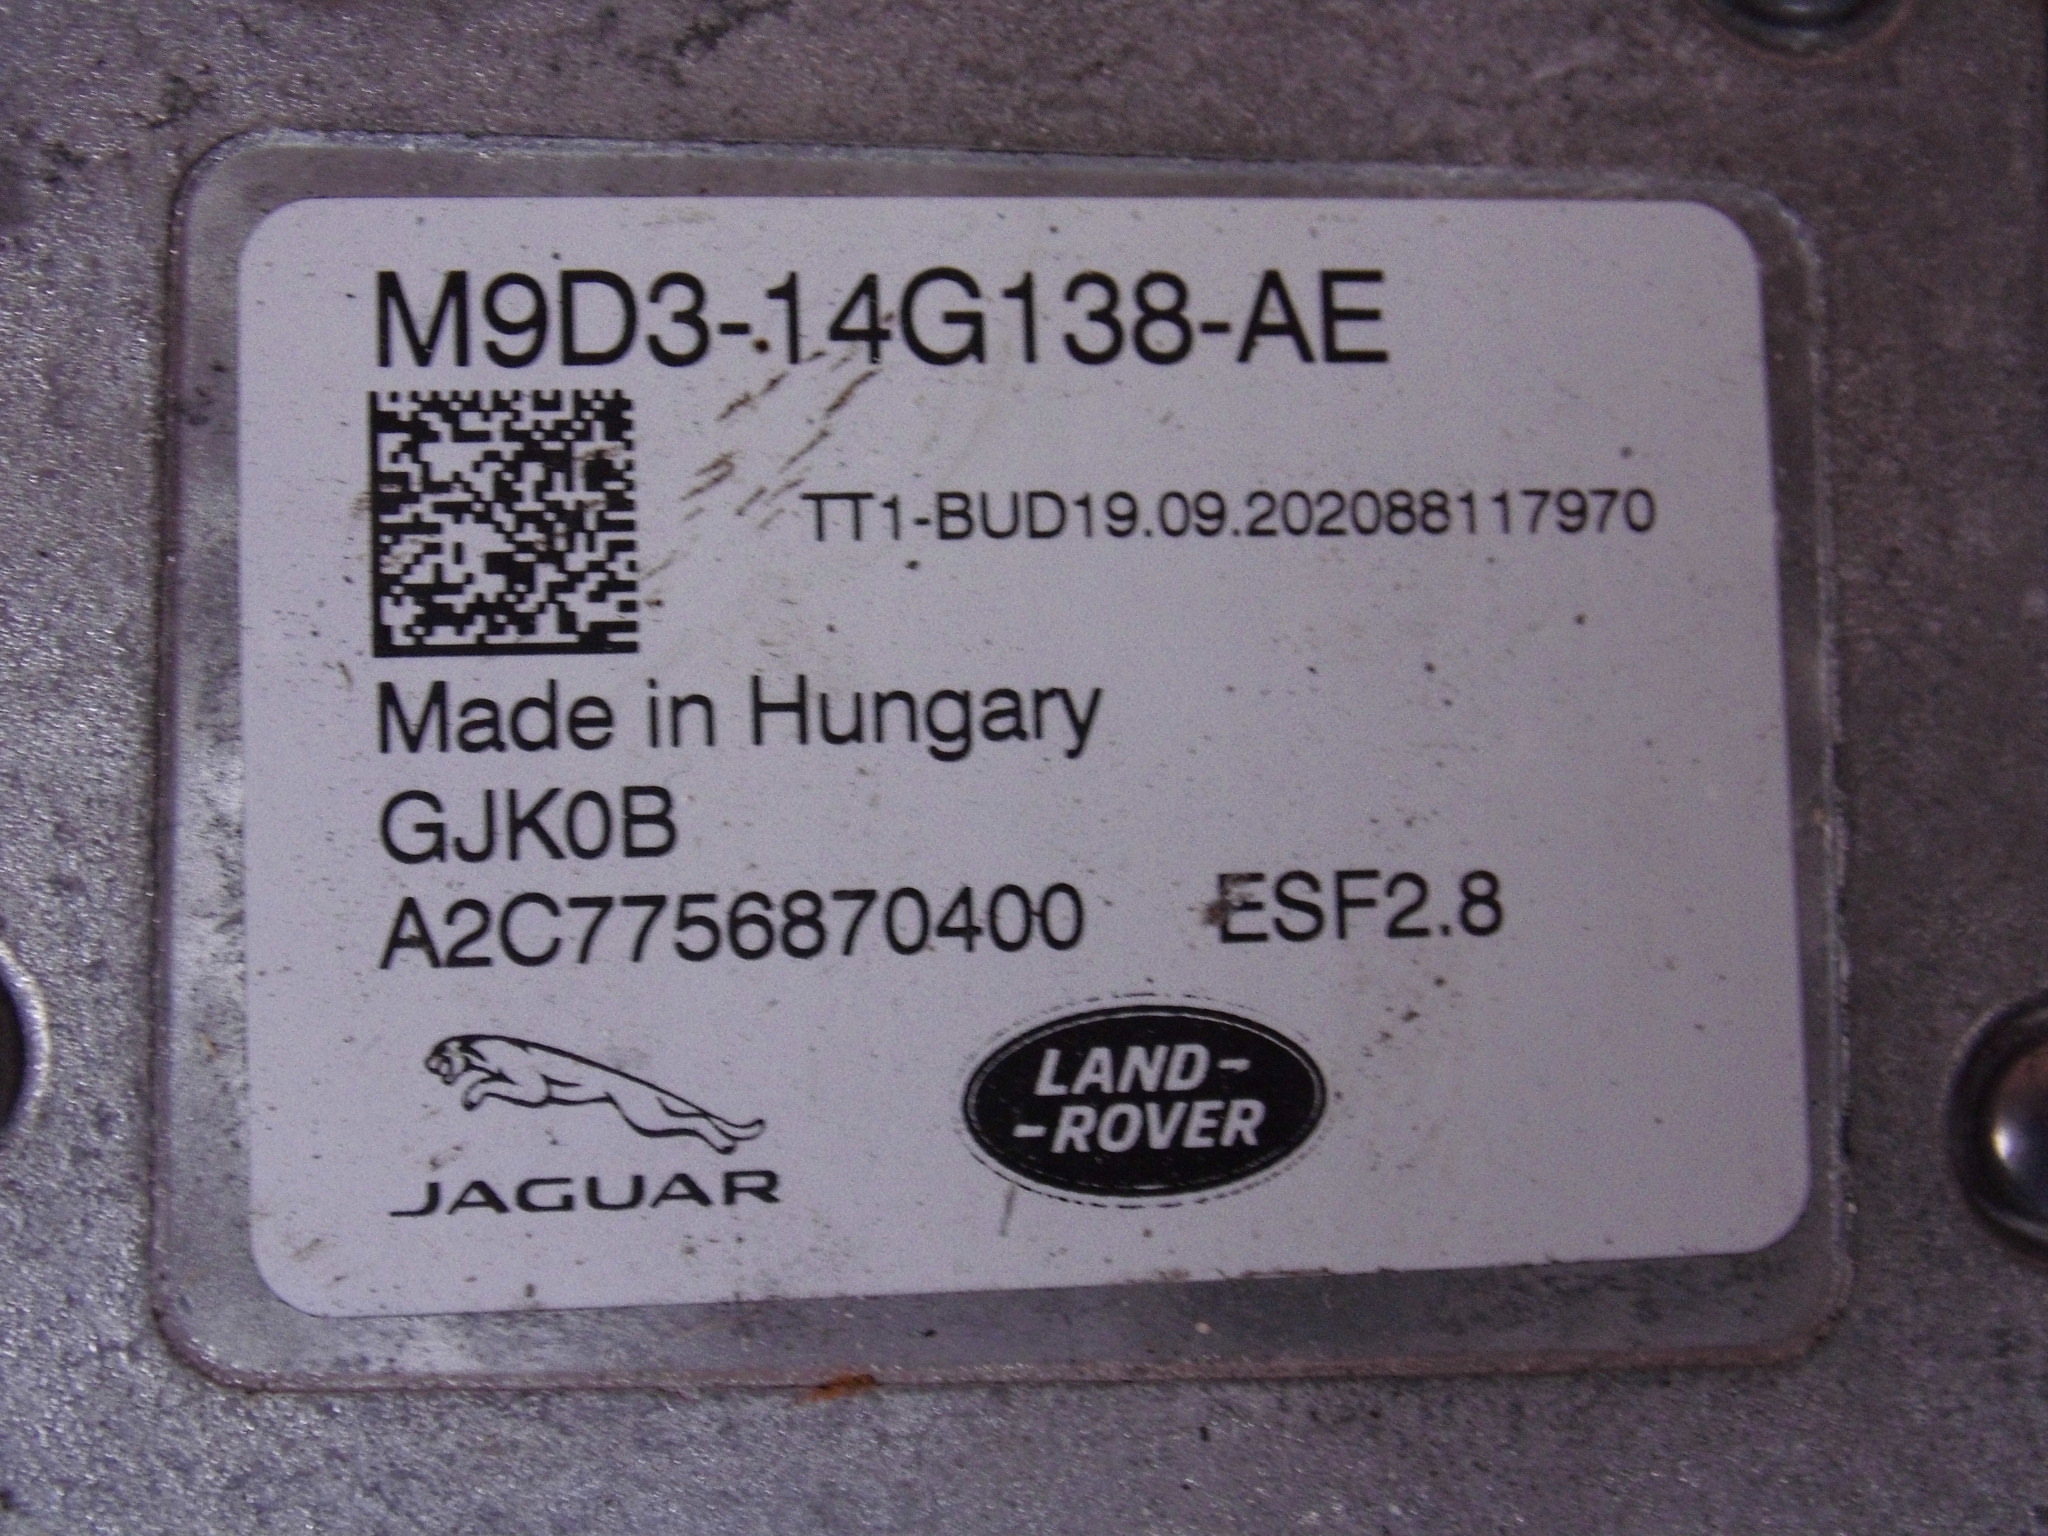 M9D3-14G138-AE
TT1-BUD19.09.202088117970
Made in Hungary
GJK0B
A2C7756870400 ESF2.8
JAGUAR
LAND-
-ROVER